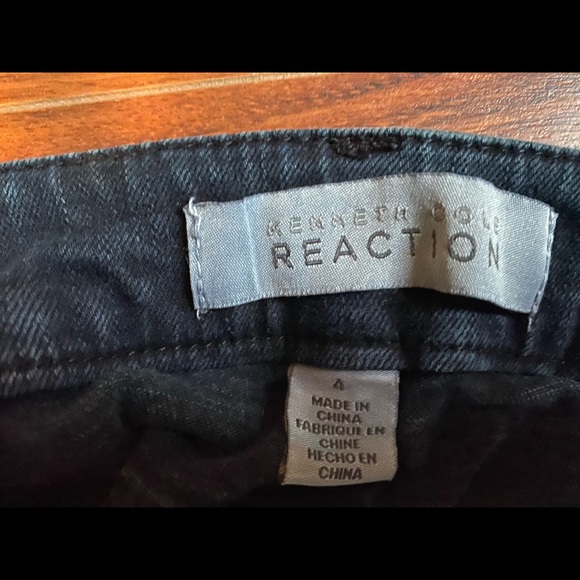 KENNETH COLE
REACTION
4
MADE IN
CHINA
FABRIQUE EN
CHINE
HECHO EN
CHINA